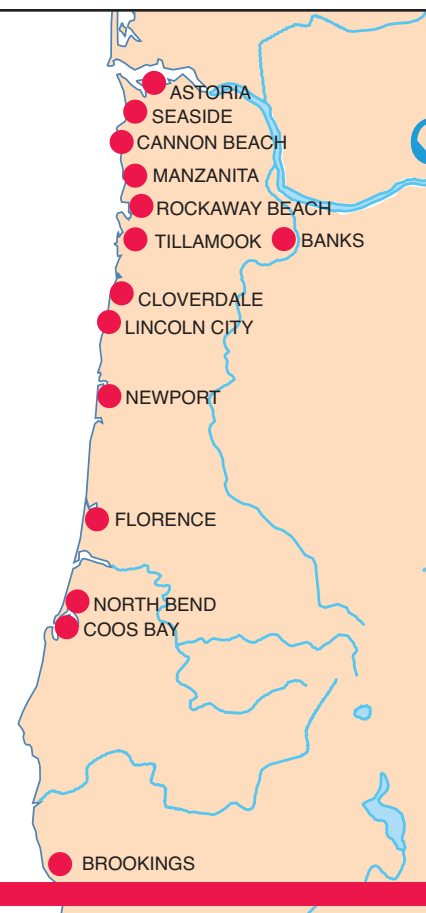 ASTORIA
SEASIDE
CANNON BEACH
MANZANITA
ROCKAWAY BEACH
TILLAMOOK
BANKS
CLOVERDALE
LINCOLN CITY
NEWPORT
FLORENCE
NORTH BEND
COOS BAY
BROOKINGS